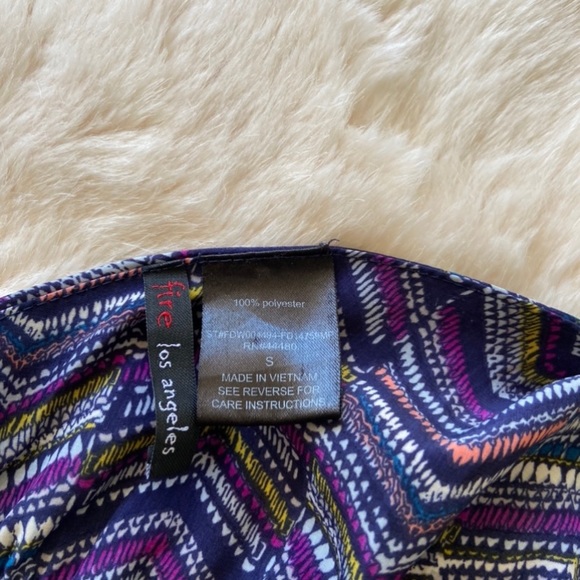 fire
los angeles
100% polyester
S
MADE IN VIETNAM
SEE REVERSE FOR
CARE INSTRUCTIONS